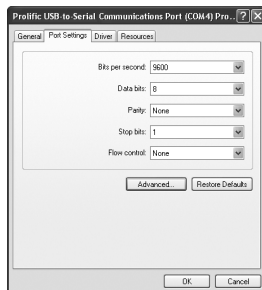 Prolific USB-to-Serial Communications Port (COM4) Pro..
General Port Settings Driver Resources
Bits per second: 9600
Data bits: 8
Parity: None
Stop bits: 1
Flow control: None
Advanced... Restore Defaults
OK Cancel